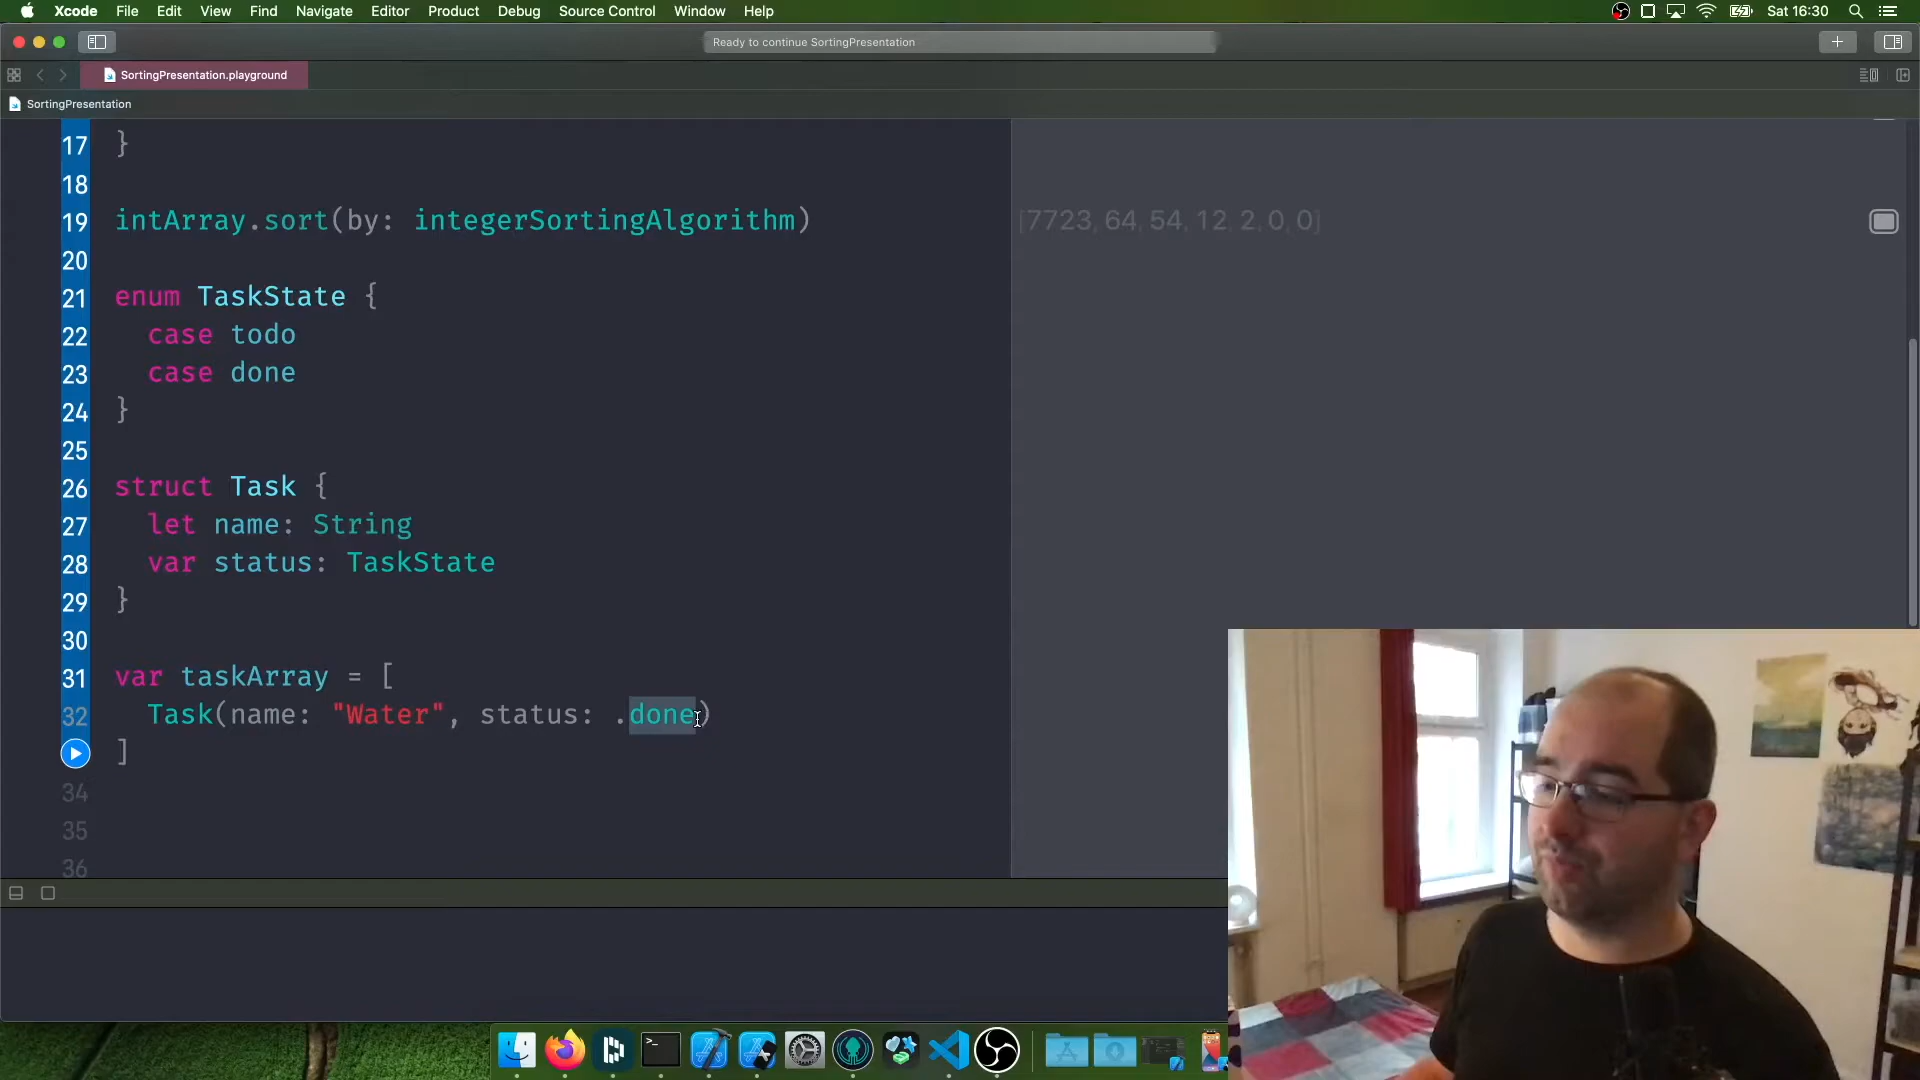 Xcode File Edit View Find Navigate Editor Product Debug Source Control Window Help Sat 16:30
Ready to continue SortingPresentation
SortingPresentation.playground
SortingPresentation
17 }
18
19 intArray.sort(by: integerSortingAlgorithm) [7723, 64, 54, 12, 2, 0, 0]
20
21 enum TaskState {
22 case todo
23 case done
24 }
25
26 struct Task {
27 let name: String
28 var status: TaskState
29 }
30
31 var taskArray = [
32 Task(name: "Water", status: .done)
]
34
35
36